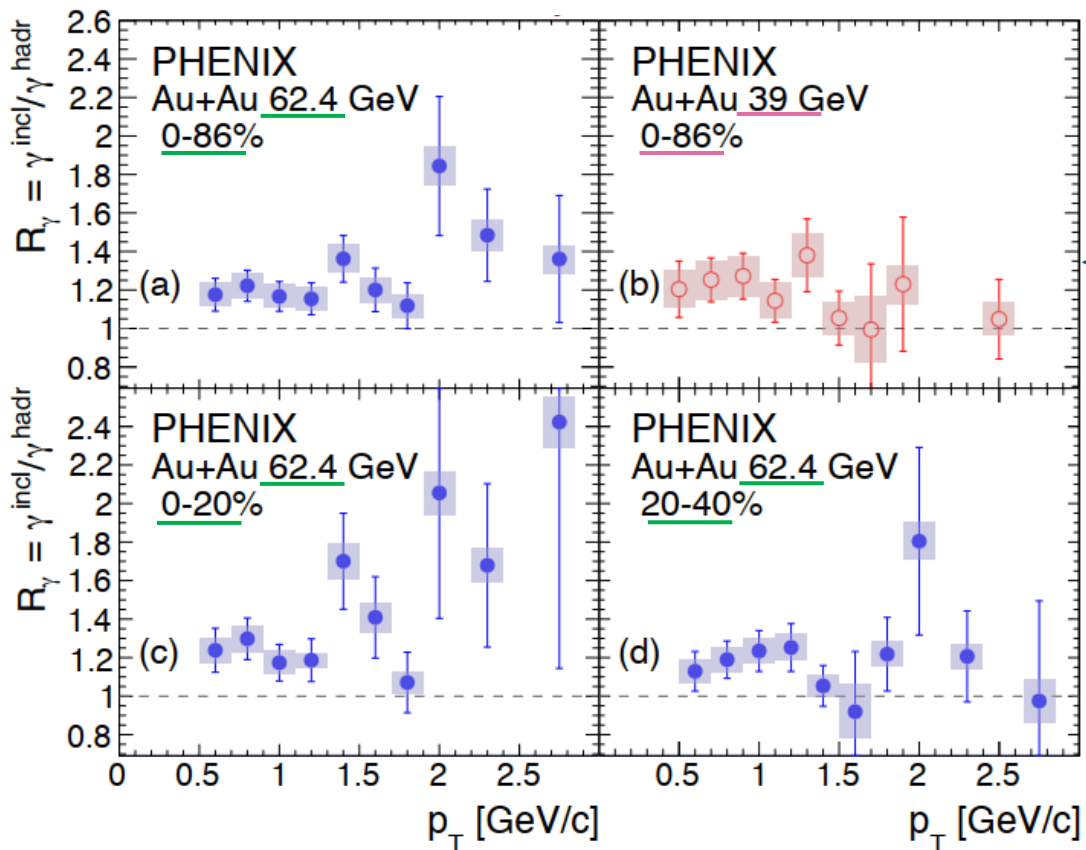 2.6
2.4
2.2
2
1.8
1.6
1.4
1.2
1
0.8
R_γ = γ^incl/γ^hadr
PHENIX
Au+Au 62.4 GeV
0-86%
(a)
PHENIX
Au+Au 39 GeV
0-86%
(b)
2.4
2.2
2
1.8
1.6
1.4
1.2
1
0.8
R_γ = γ^incl/γ^hadr
PHENIX
Au+Au 62.4 GeV
0-20%
(c)
PHENIX
Au+Au 62.4 GeV
20-40%
(d)
0 0.5 1 1.5 2 2.5
0.5 1 1.5 2 2.5
p_T [GeV/c]
p_T [GeV/c]